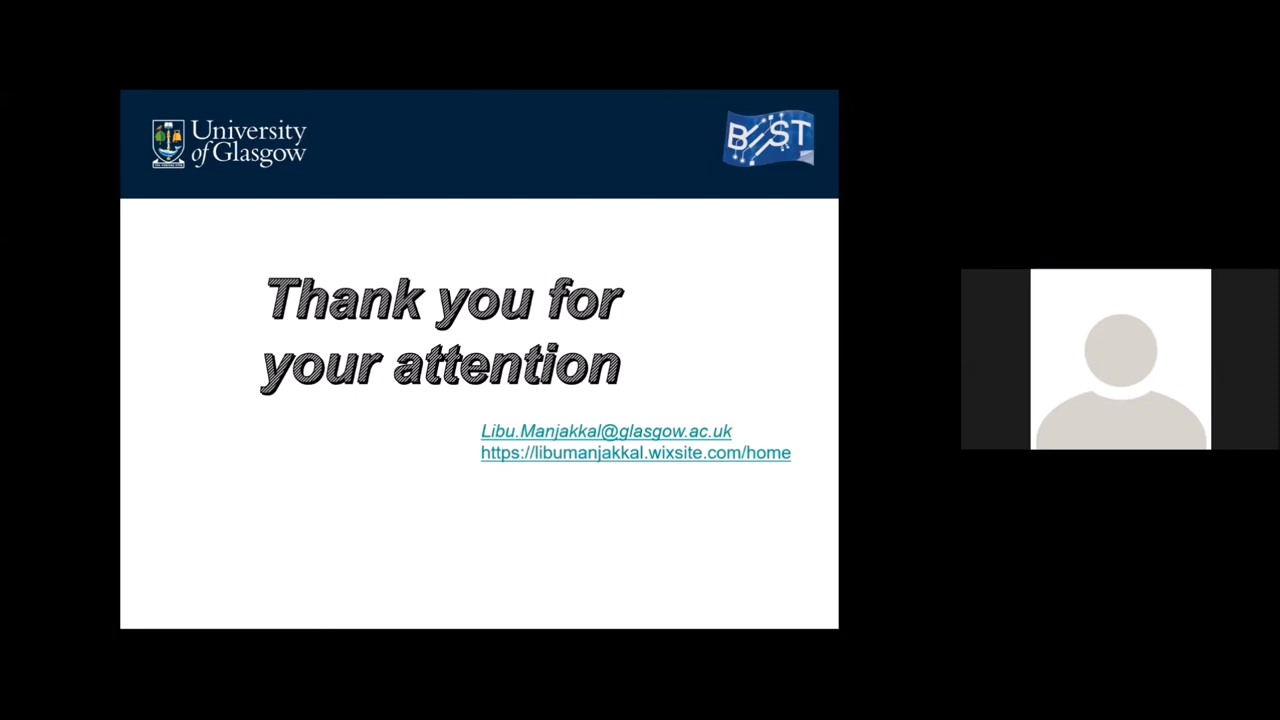 University
of Glasgow
BEST
Thank you for
your attention
Libu.Manjakkal@glasgow.ac.uk
https://libumanjakkal.wixsite.com/home